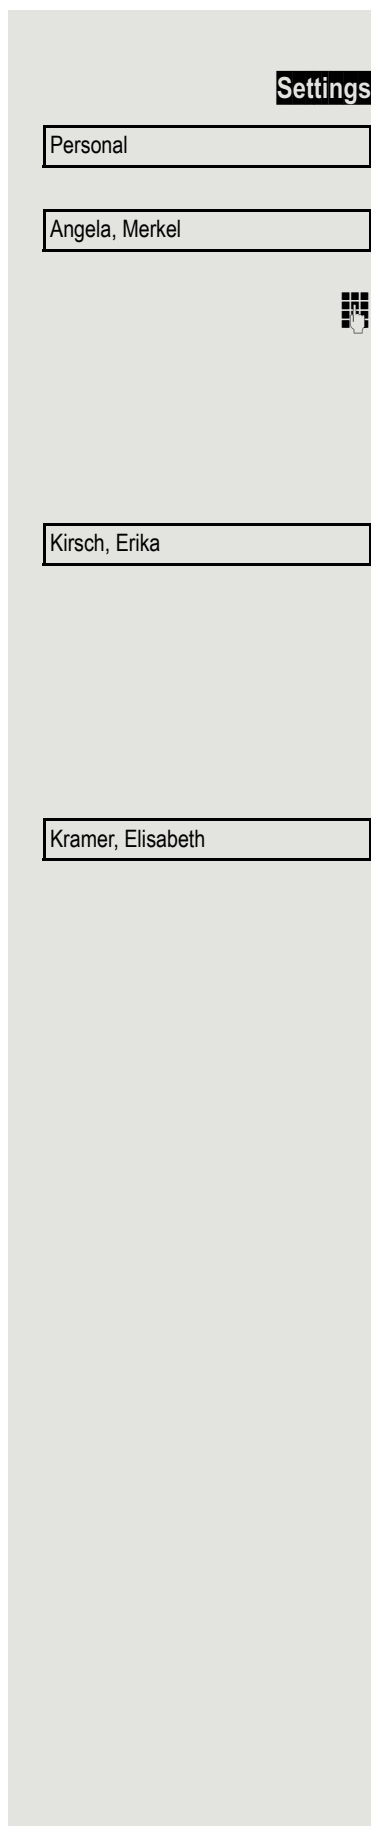 Settings
Personal
Angela, Merkel
Kirsch, Erika
Kramer, Elisabeth